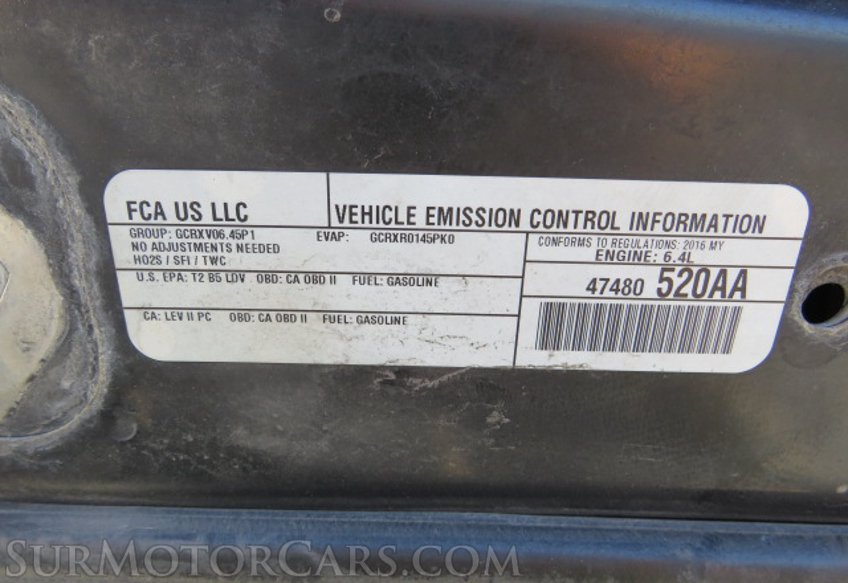 FCA US LLC
VEHICLE EMISSION CONTROL INFORMATION
GROUP: GCRXV06.45P1 EVAP: GCRXR0145PK0
NO ADJUSTMENTS NEEDED
HO2S / SFI / TWC
CONFORMS TO REGULATIONS: 2016 MY
ENGINE: 6.4L
U.S. EPA: T2 B5 LDV OBD: CA OBD II FUEL: GASOLINE
47480 520AA
CA: LEV II PC OBD: CA OBD II FUEL: GASOLINE
SurMotorCars.com